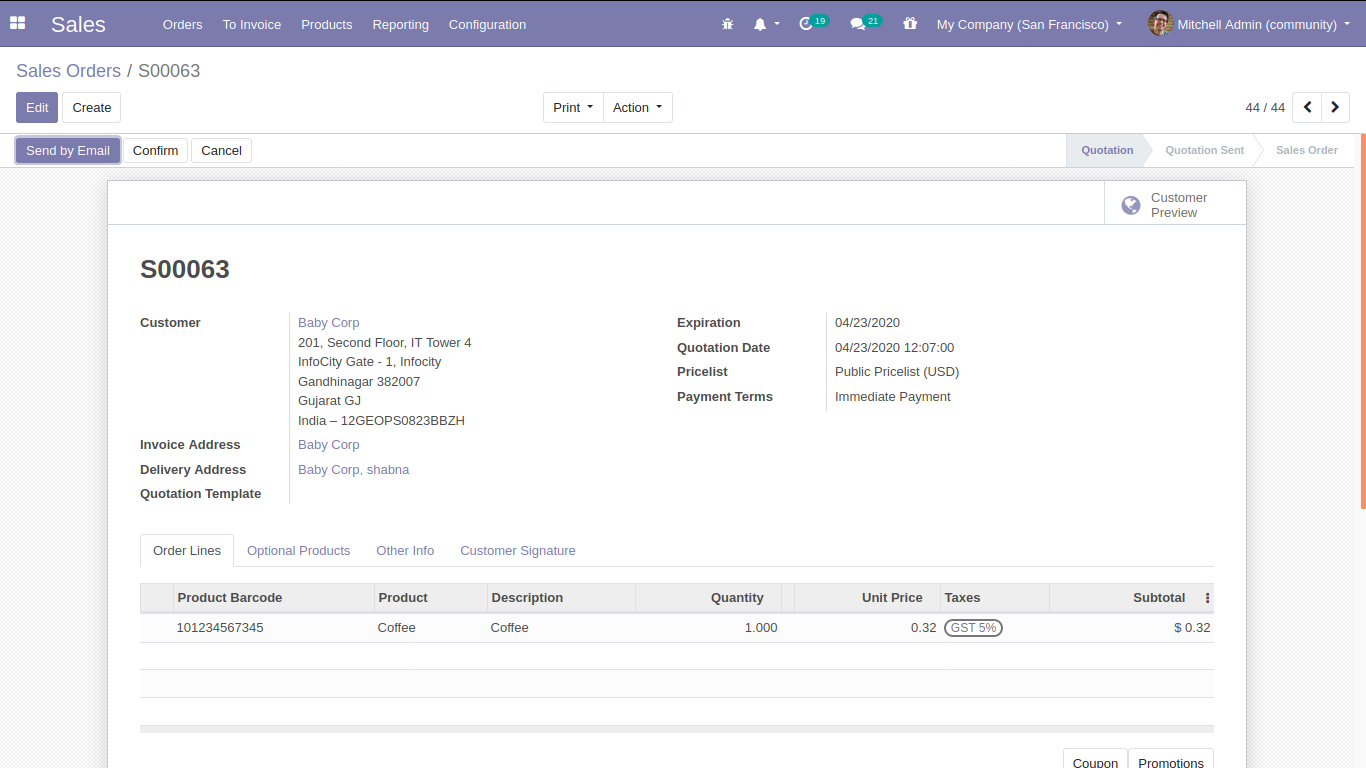 Sales Orders To Invoice Products Reporting Configuration 19 21 My Company (San Francisco) Mitchell Admin (community)
Sales Orders / S00063
Edit Create Print Action 44 / 44
Send by Email Confirm Cancel Quotation Quotation Sent Sales Order
Customer
Preview
S00063
Customer Baby Corp Expiration 04/23/2020
201, Second Floor, IT Tower 4
Quotation Date 04/23/2020 12:07:00
InfoCity Gate - 1, Infocity
Pricelist Public Pricelist (USD)
Gandhinagar 382007
Payment Terms Immediate Payment
Gujarat GJ
India – 12GEOPS0823BBZH
Invoice Address Baby Corp
Delivery Address Baby Corp, shabna
Quotation Template
Order Lines Optional Products Other Info Customer Signature
Product Barcode Product Description Quantity Unit Price Taxes Subtotal
101234567345 Coffee Coffee 1.000 0.32 GST 5% $ 0.32
Coupon Promotions